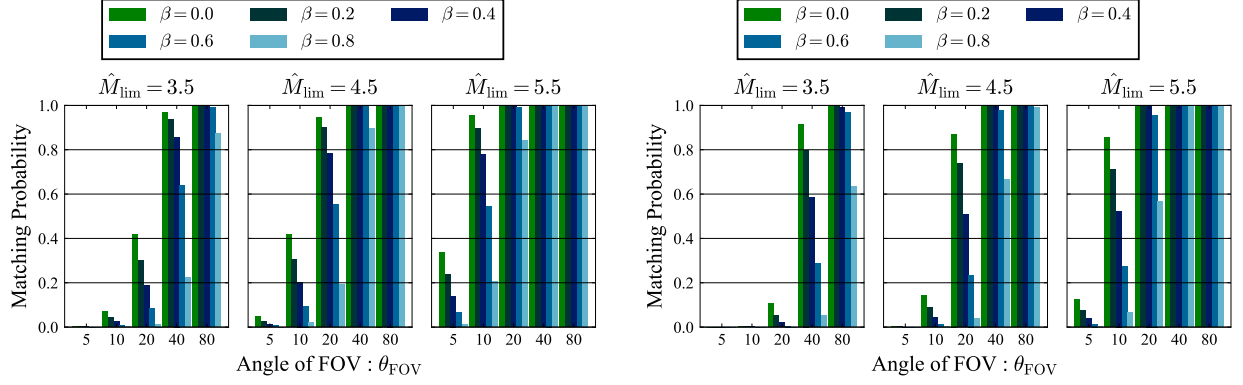 β = 0.0 β = 0.2 β = 0.4
β = 0.6 β = 0.8
M̂lim = 3.5 M̂lim = 4.5 M̂lim = 5.5
Matching Probability
1.0
0.8
0.6
0.4
0.2
0.0
5 10 20 40 80 5 10 20 40 80 5 10 20 40 80
Angle of FOV : θFOV
β = 0.0 β = 0.2 β = 0.4
β = 0.6 β = 0.8
M̂lim = 3.5 M̂lim = 4.5 M̂lim = 5.5
Matching Probability
1.0
0.8
0.6
0.4
0.2
0.0
5 10 20 40 80 5 10 20 40 80 5 10 20 40 80
Angle of FOV : θFOV